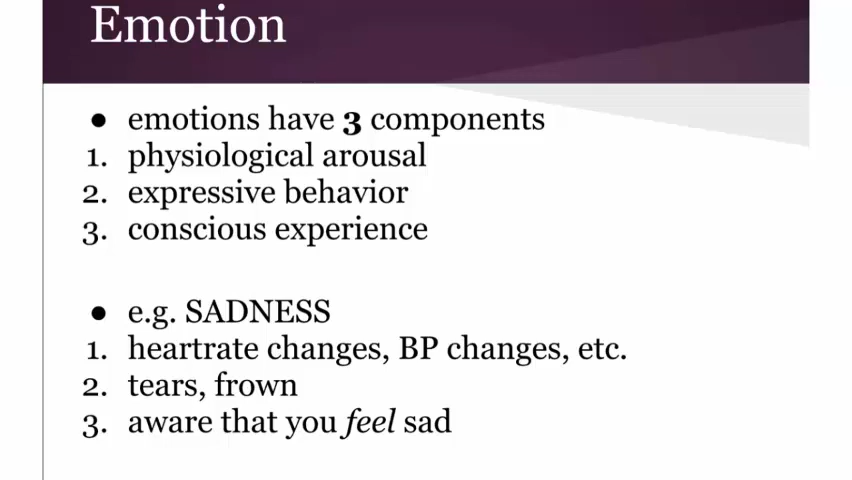 Emotion
● emotions have 3 components
1. physiological arousal
2. expressive behavior
3. conscious experience
● e.g. SADNESS
1. heartrate changes, BP changes, etc.
2. tears, frown
3. aware that you feel sad